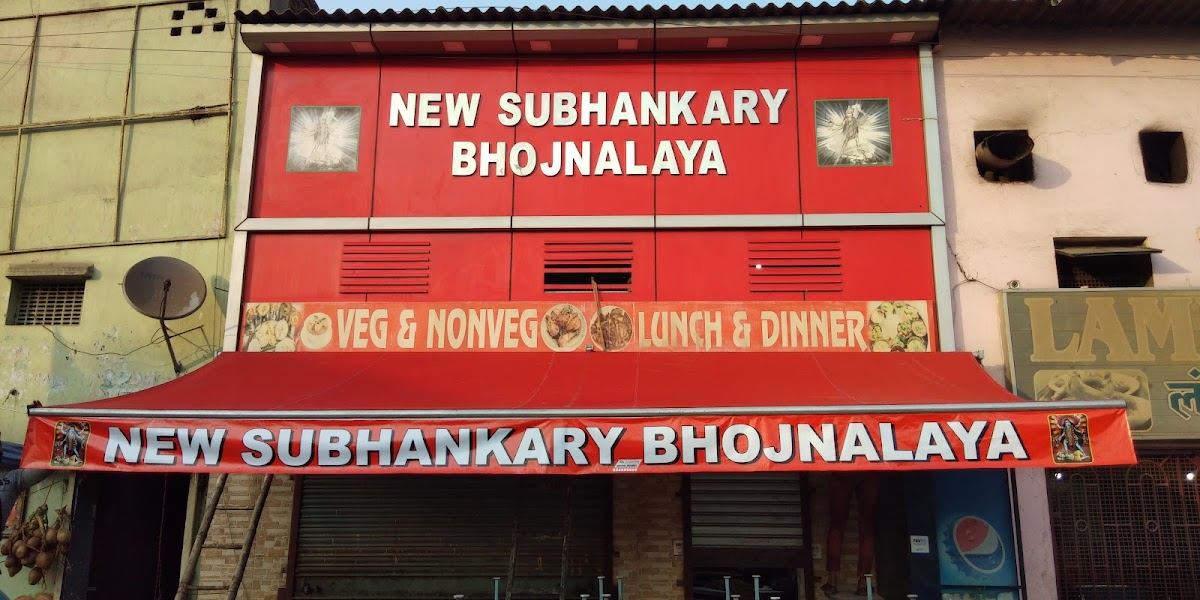 NEW SUBHANKARY
BHOJNALAYA
VEG & NONVEG LUNCH & DINNER
NEW SUBHANKARY BHOJNALAYA
LAM